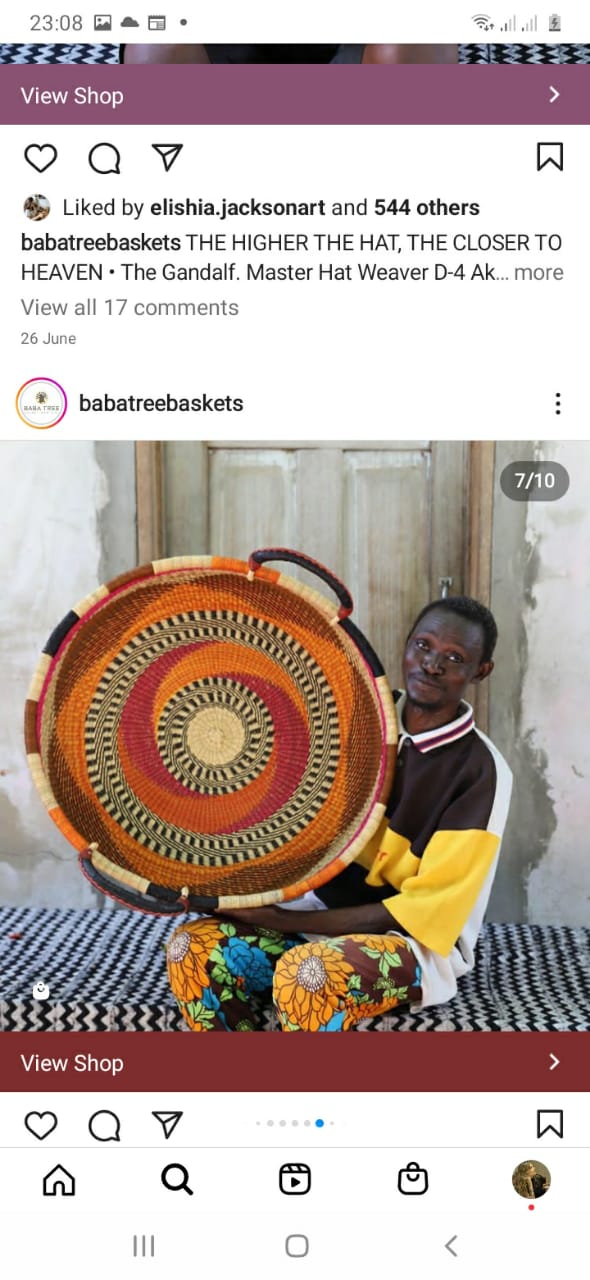 23:08
View Shop
Liked by elishia.jacksonart and 544 others
babatreebaskets THE HIGHER THE HAT, THE CLOSER TO
HEAVEN • The Gandalf. Master Hat Weaver D-4 Ak... more
View all 17 comments
26 June
BABA TREE
babatreebaskets
7/10
View Shop